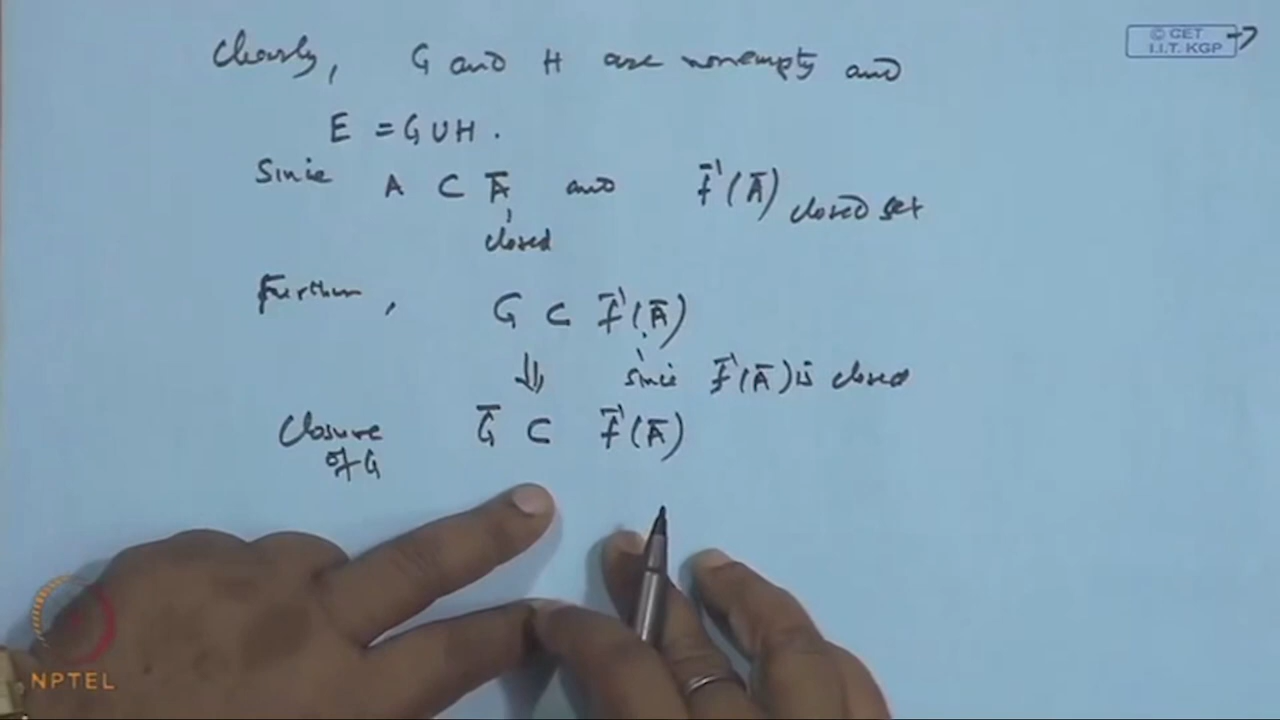 © CET
I.I.T. KGP
Clearly, G and H are nonempty and
E = G ∪ H.
Since A ⊂ Ā and f⁻¹(Ā) closed set
closed
Further, G ⊂ f⁻¹(Ā)
⇓ since f⁻¹(Ā) is closed
Closure of G Ḡ ⊂ f⁻¹(Ā)
NPTEL